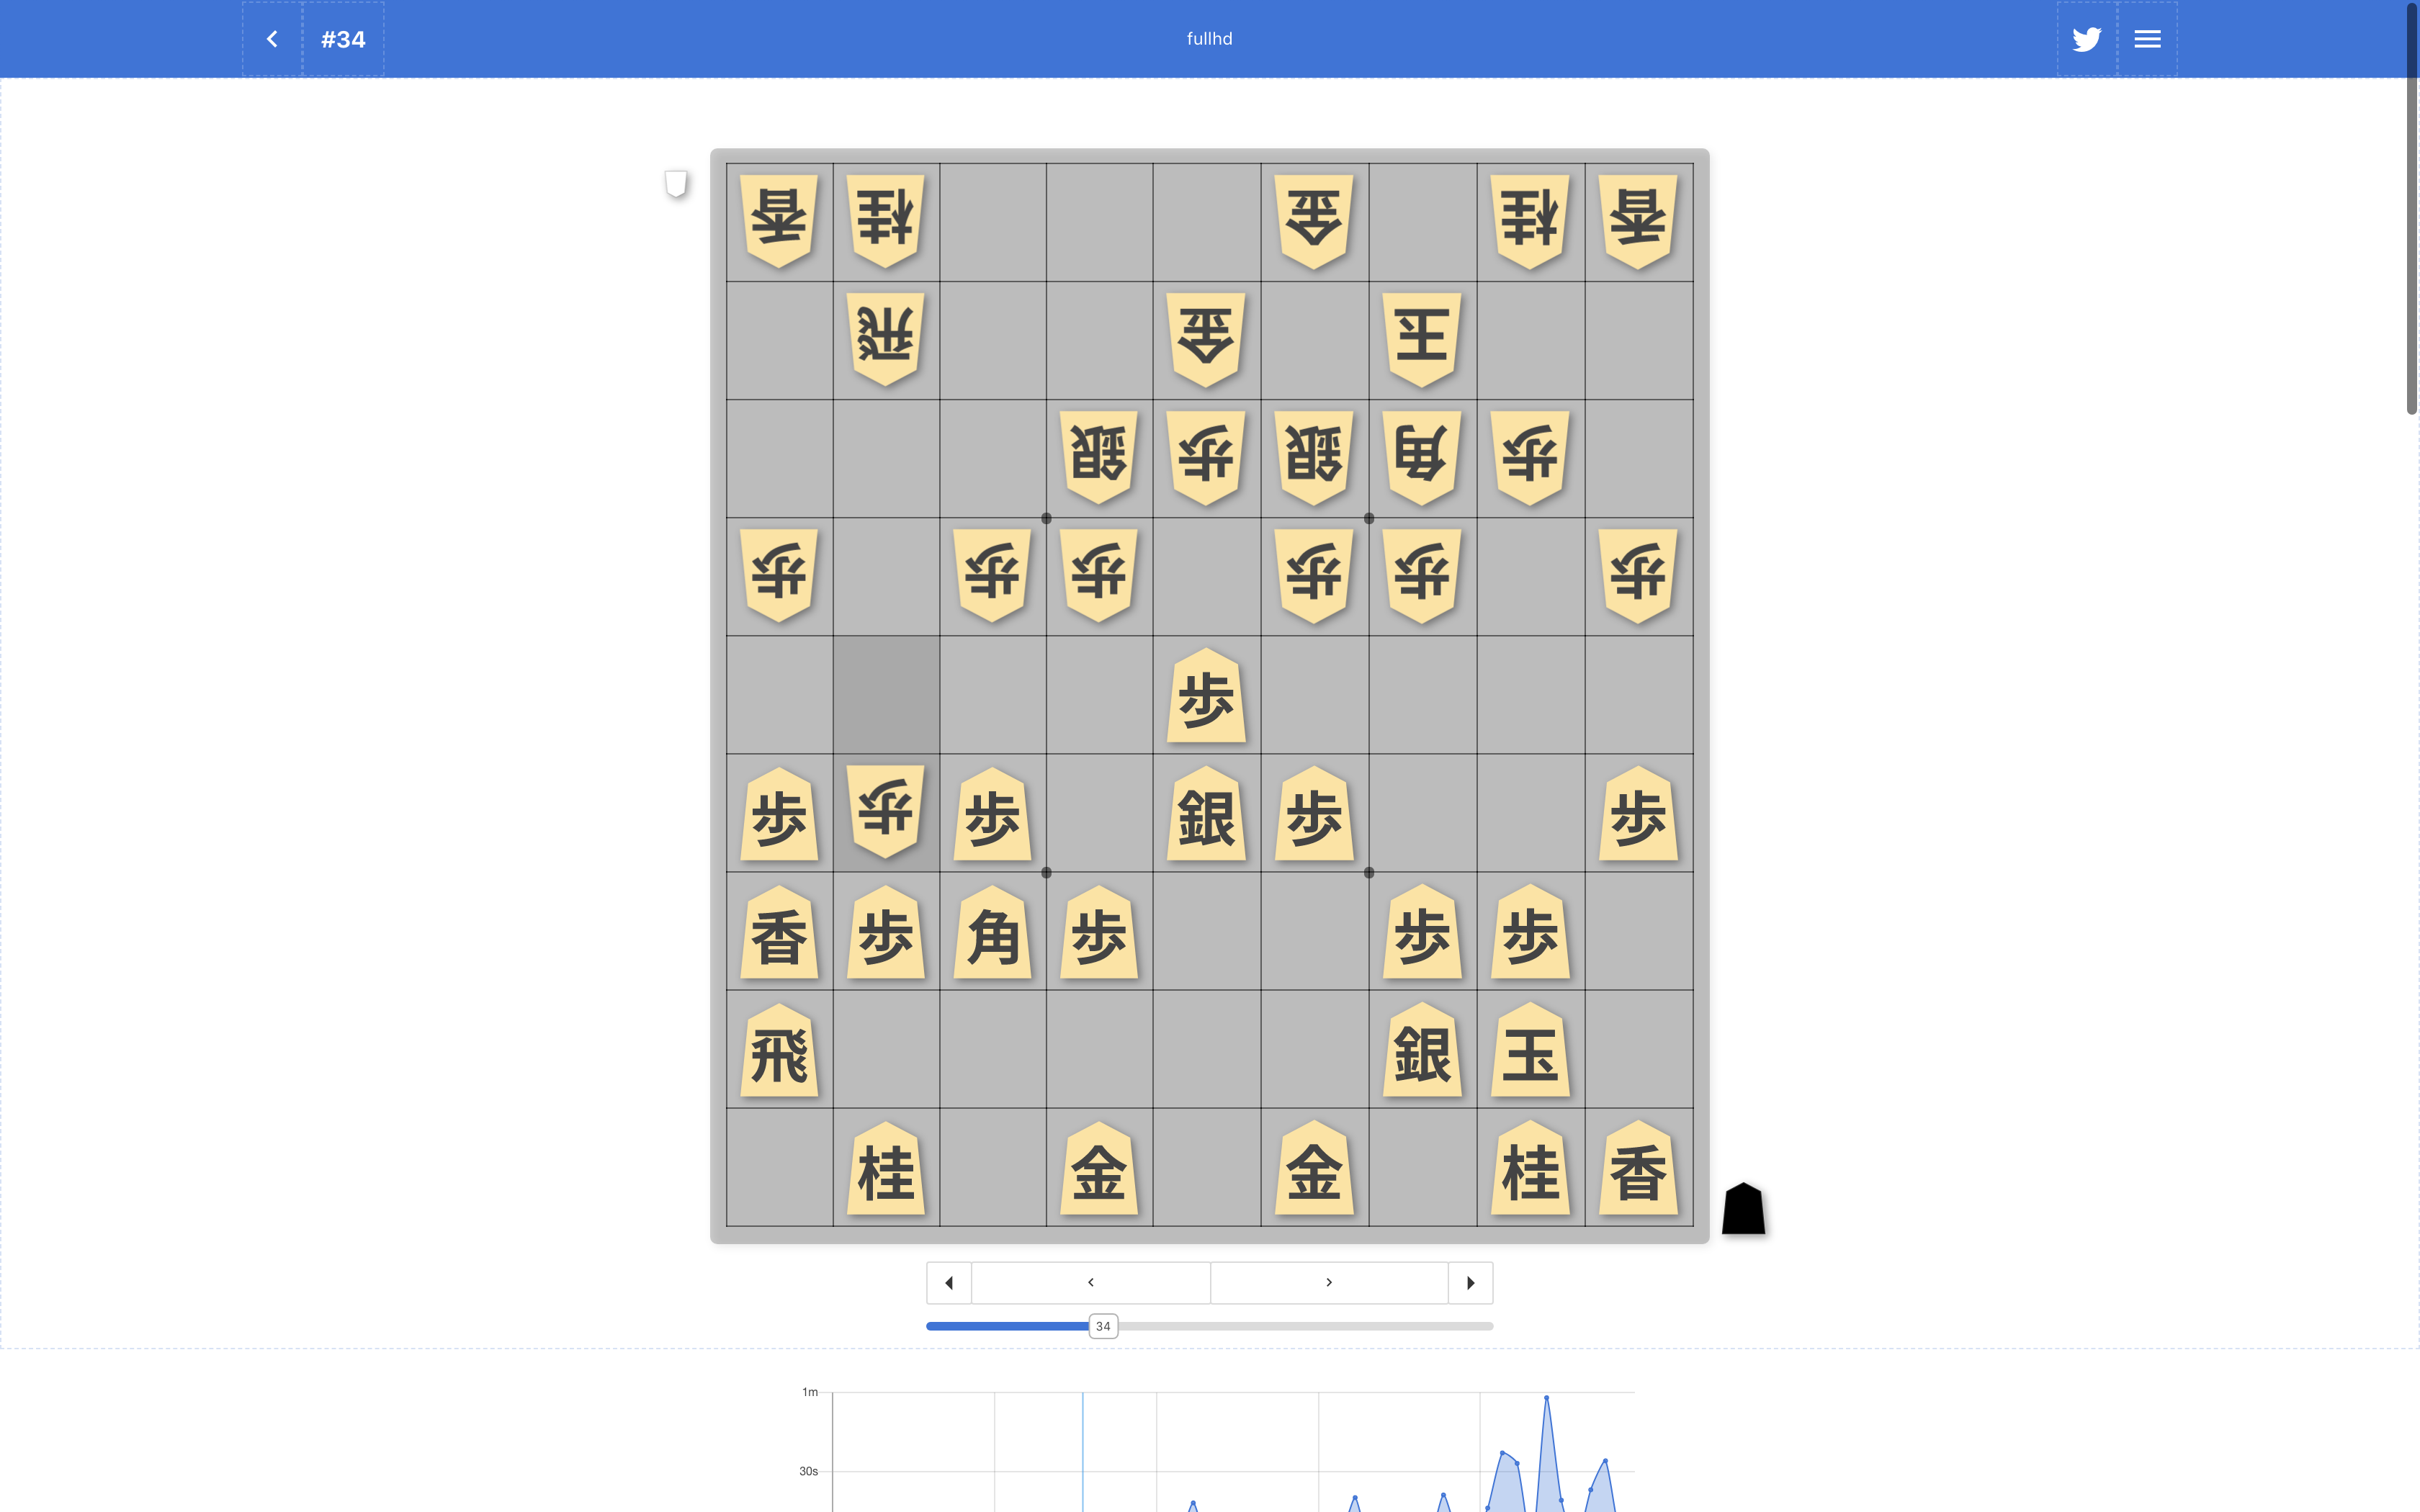 #34
fullhd
香 桂 金 桂 香
飛 金 王
銀 歩 銀 角 歩
歩 歩 歩 歩 歩 歩
歩
歩 歩 歩 銀 歩 歩
香 歩 角 歩 歩 歩
飛 銀 玉
桂 金 金 桂 香
34
1m
30s